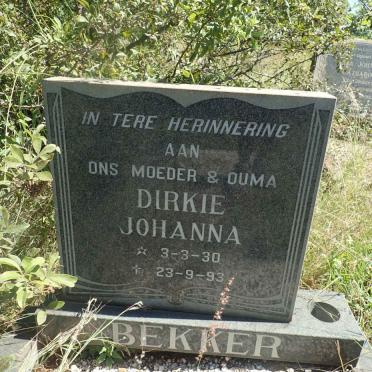 IN TERE HERINNERING
AAN
ONS MOEDER & OUMA
DIRKIE
JOHANNA
☆ 3-3-30
✝ 23-9-93
BEKKER